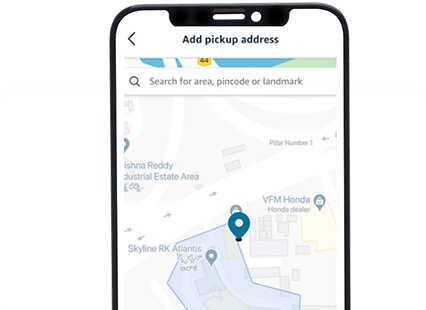 Add pickup address
44
Search for area, pincode or landmark
Pillar Number 1
ishna Reddy
dustrial Estate Area
VFM Honda
Honda dealer
Skyline RK Atlantis